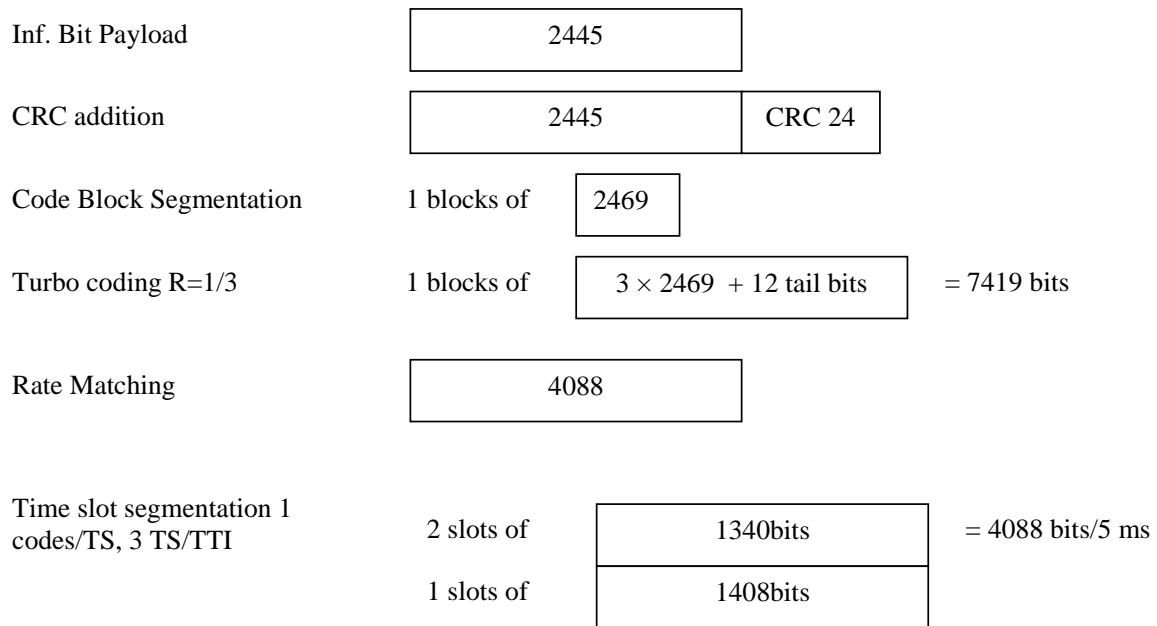 Inf. Bit Payload 2445
CRC addition 2445 CRC 24
Code Block Segmentation 1 blocks of 2469
Turbo coding R=1/3 1 blocks of 3 × 2469 + 12 tail bits = 7419 bits
Rate Matching 4088
Time slot segmentation 1
codes/TS, 3 TS/TTI 2 slots of 1340bits = 4088 bits/5 ms
1 slots of 1408bits